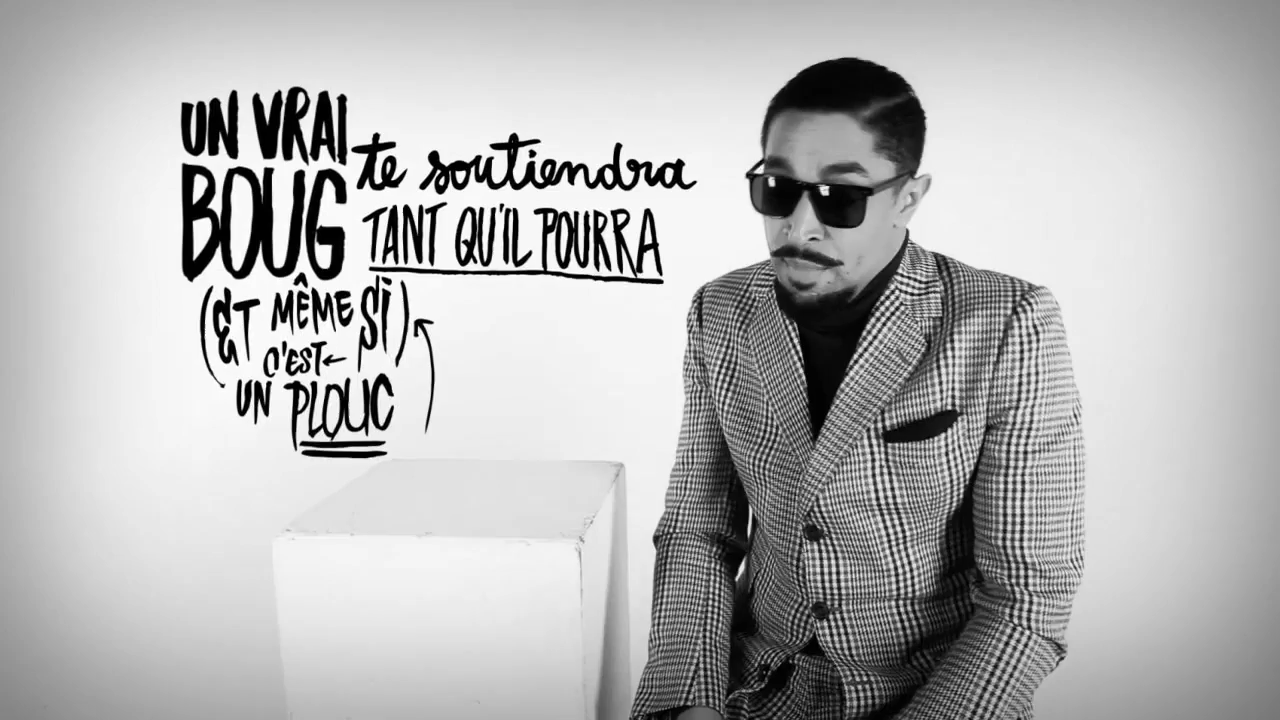 UN VRAI
BOUG
te soutiendra
TANT QU'IL POURRA
(ET MÊME SI)
C'EST
UN PLOUC